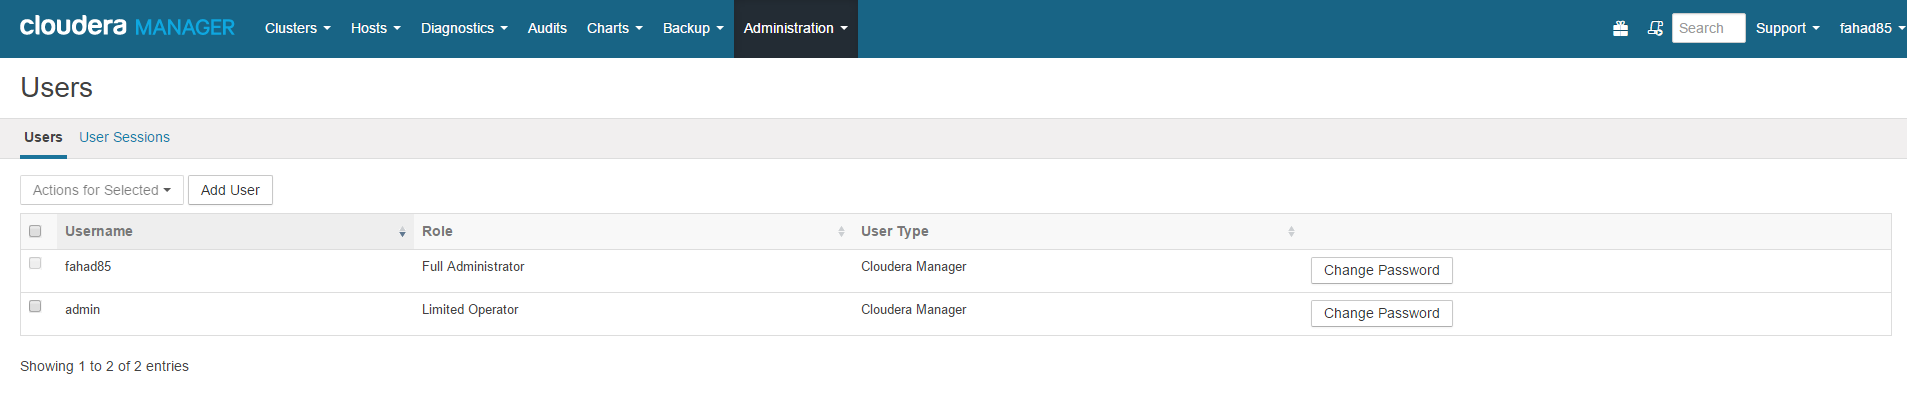 cloudera MANAGER Clusters Hosts Diagnostics Audits Charts Backup Administration Search Support fahad85
Users
Users User Sessions
Actions for Selected Add User
Username Role User Type
fahad85 Full Administrator Cloudera Manager Change Password
admin Limited Operator Cloudera Manager Change Password
Showing 1 to 2 of 2 entries